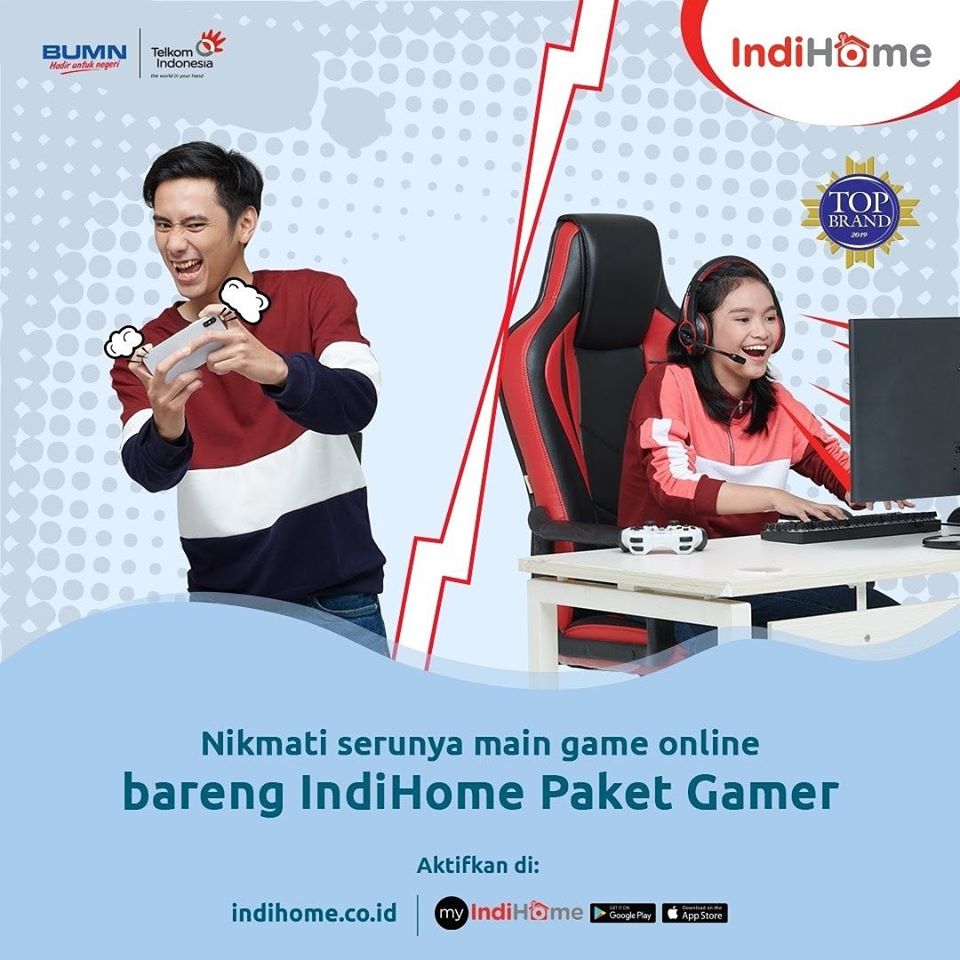 BUMN
Hadir untuk negeri
Telkom
Indonesia
the world in your hand
IndiHome
TOP
BRAND
2019
Nikmati serunya main game online
bareng IndiHome Paket Gamer
Aktifkan di:
indihome.co.id
my IndiHome
GET IT ON
Google Play
Download on the
App Store